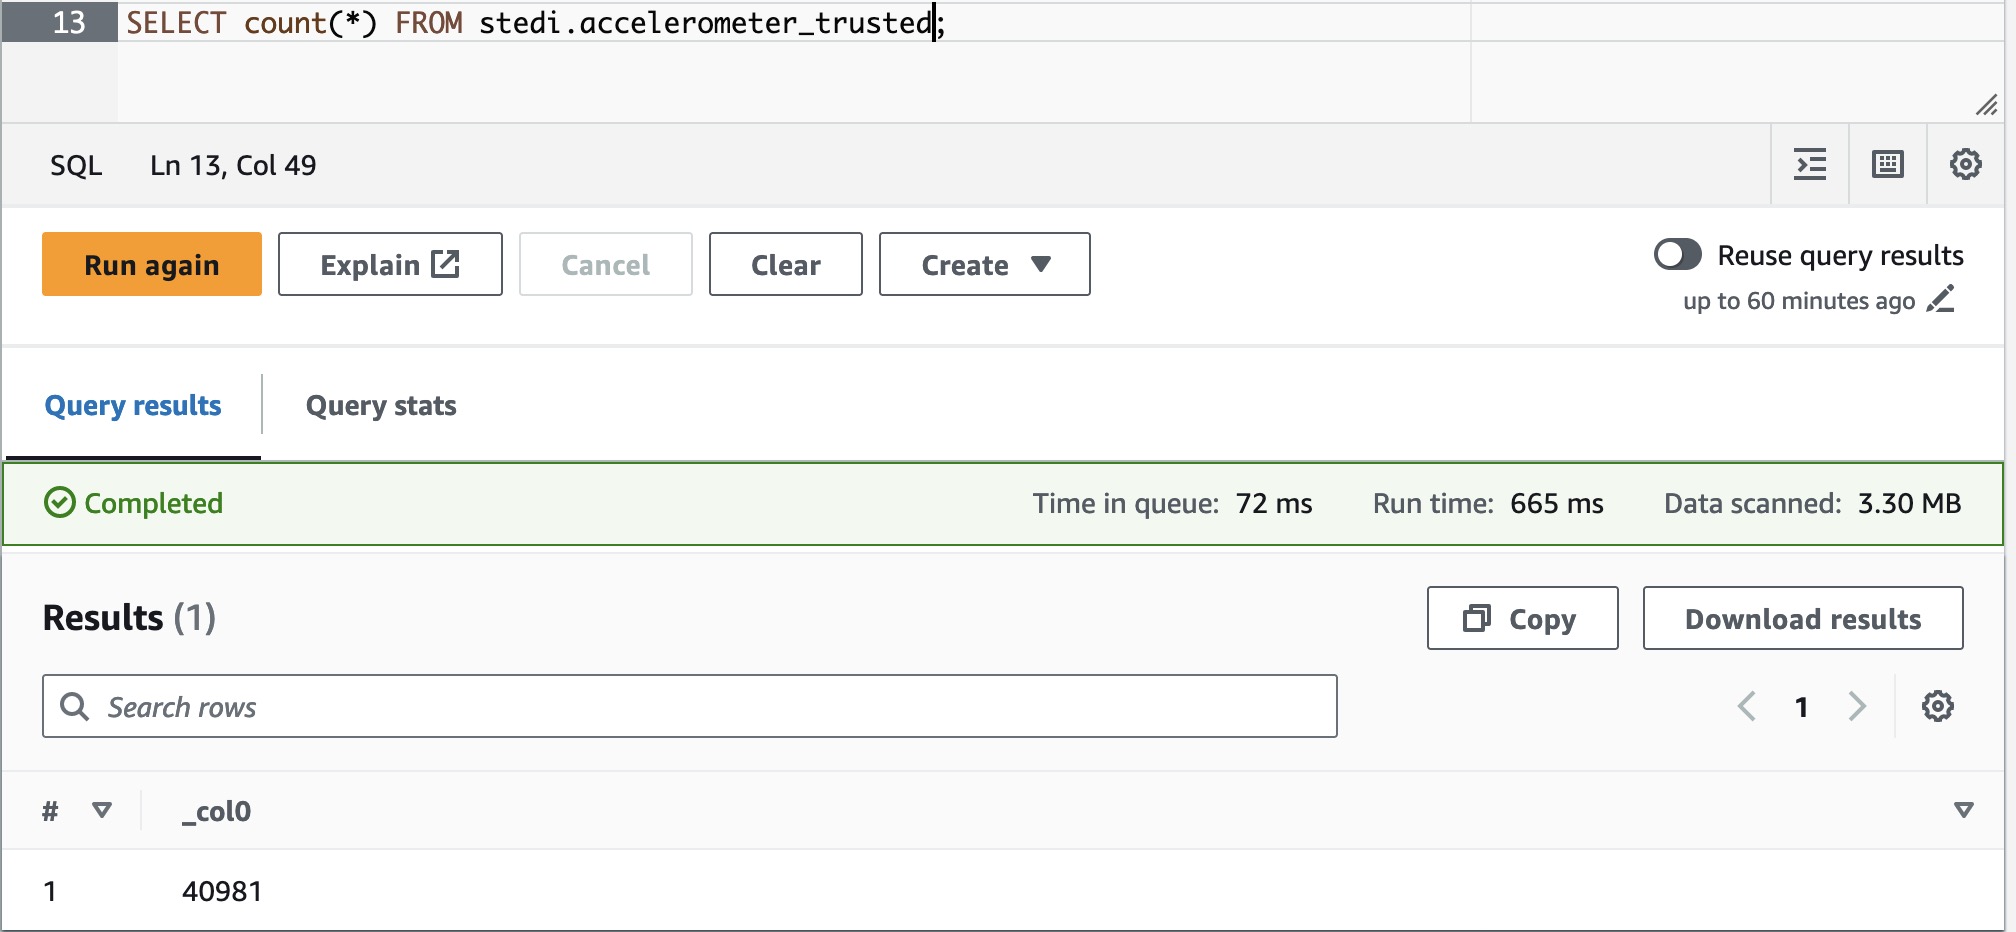 13 SELECT count(*) FROM stedi.accelerometer_trusted;
SQL Ln 13, Col 49
Run again Explain Cancel Clear Create Reuse query results
up to 60 minutes ago
Query results Query stats
Completed Time in queue: 72 ms Run time: 665 ms Data scanned: 3.30 MB
Results (1) Copy Download results
Search rows 1
# _col0
1 40981